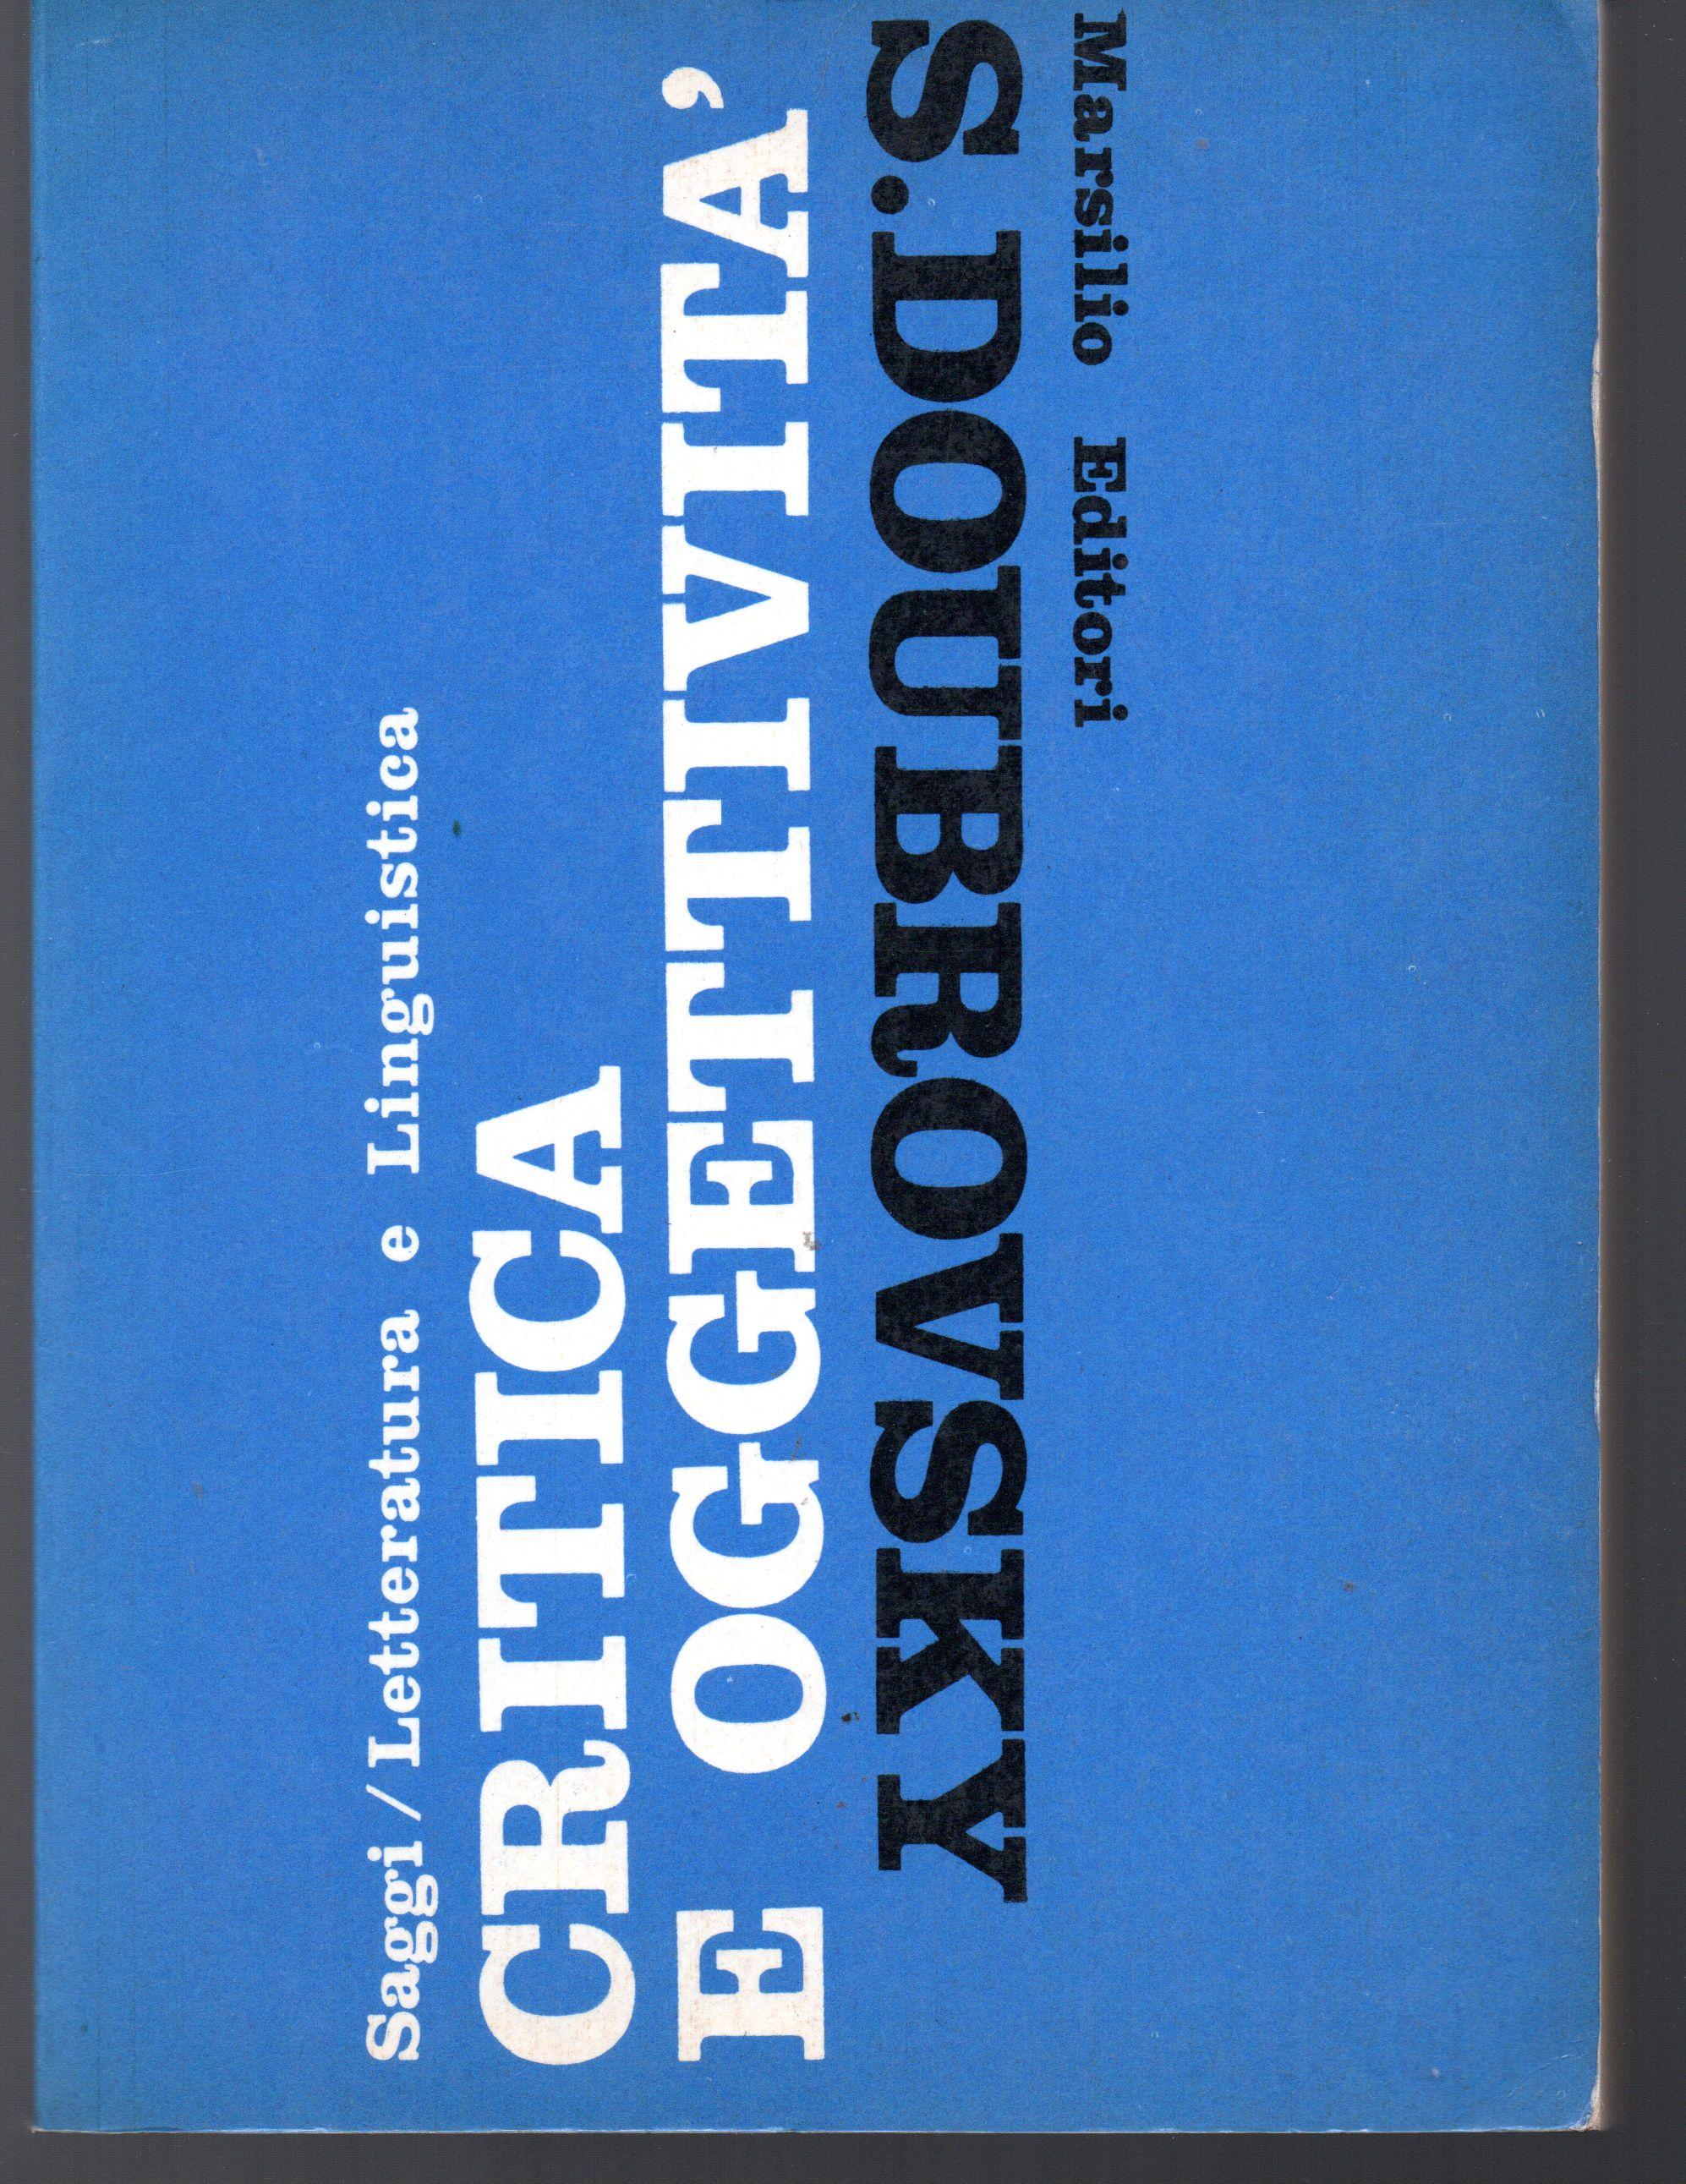 Saggi/Letteratura e Linguistica
CRITICA
E OGGETTIVITA'
S.DOUBROVSKY
Marsilio Editori